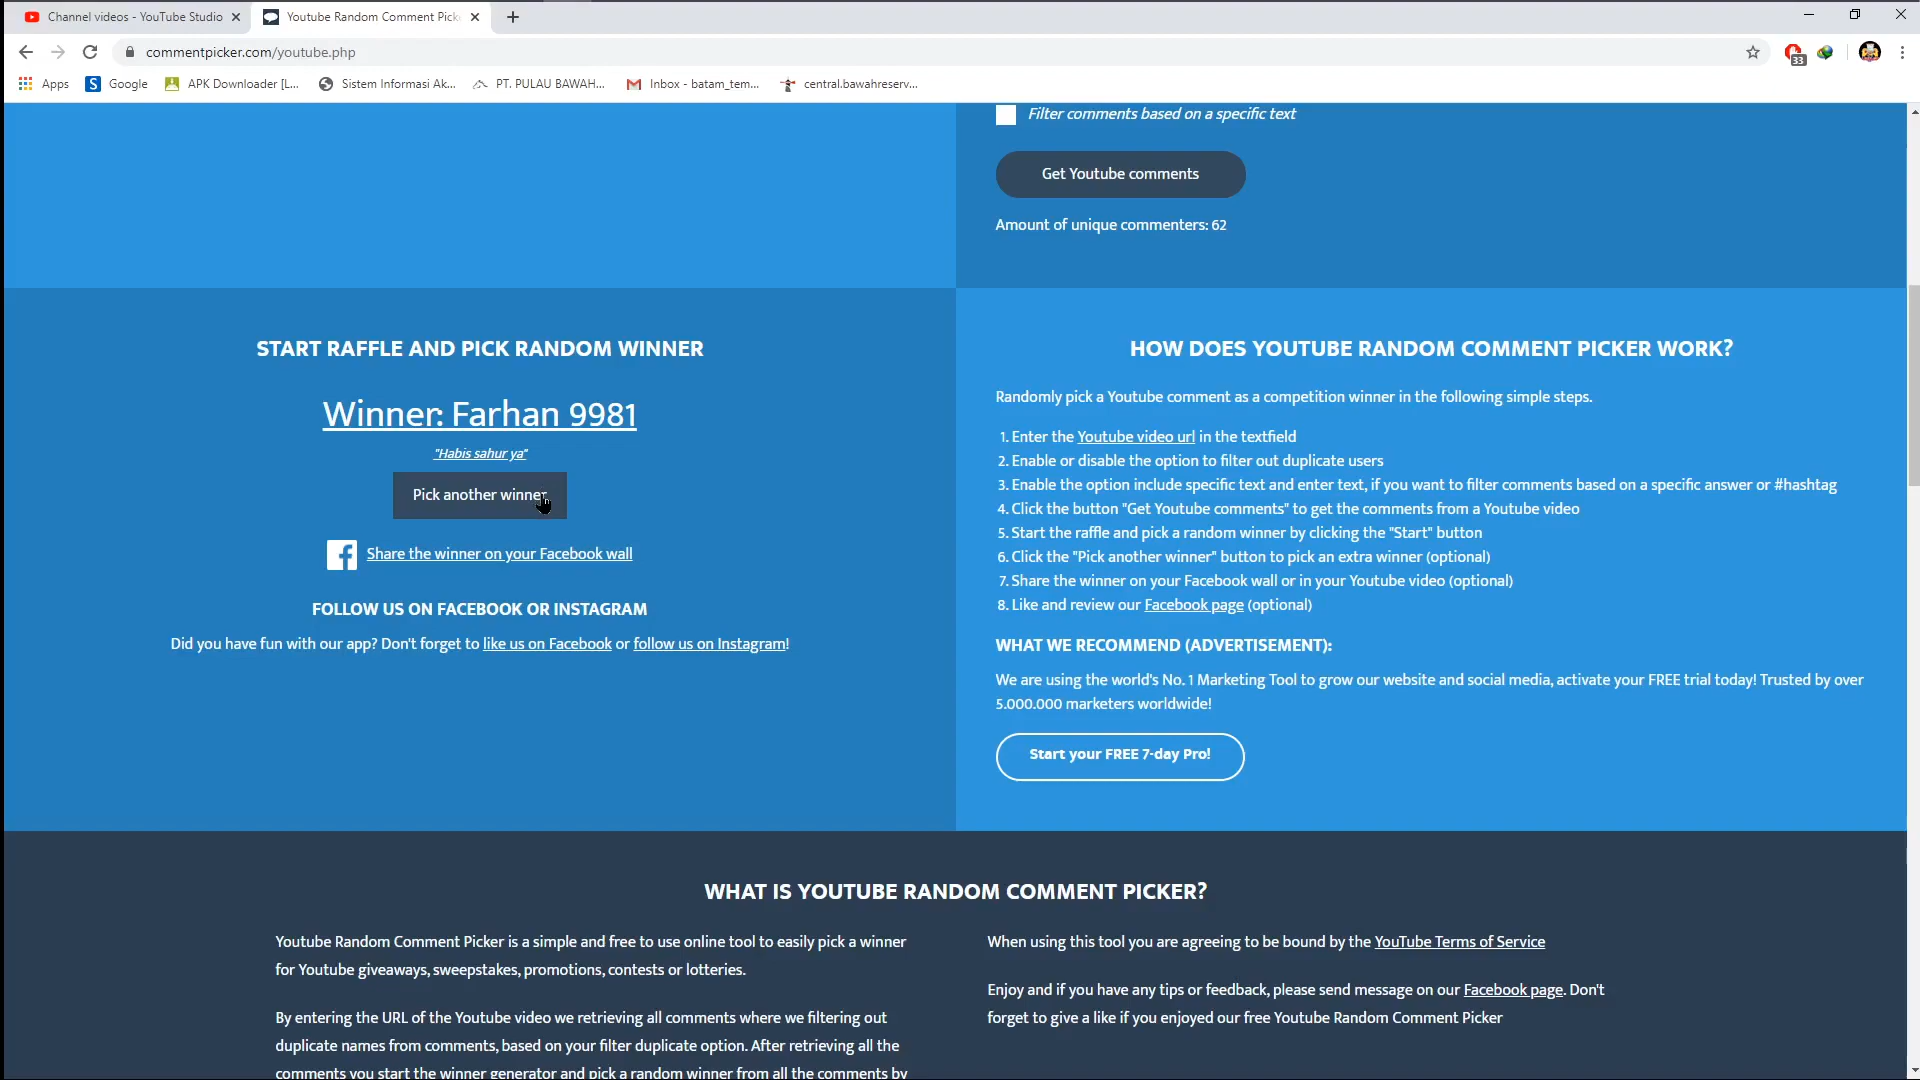 Channel videos - YouTube Studio
Youtube Random Comment Pick
commentpicker.com/youtube.php
33
Apps
Google
APK Downloader [L...
Sistem Informasi Ak...
PT. PULAU BAWAH...
Inbox - batam_tem...
central.bawahreserv...
Filter comments based on a specific text
Get Youtube comments
Amount of unique commenters: 62
START RAFFLE AND PICK RANDOM WINNER
Winner: Farhan 9981
"Habis sahur ya"
Pick another winner
Share the winner on your Facebook wall
FOLLOW US ON FACEBOOK OR INSTAGRAM
Did you have fun with our app? Don't forget to like us on Facebook or follow us on Instagram!
HOW DOES YOUTUBE RANDOM COMMENT PICKER WORK?
Randomly pick a Youtube comment as a competition winner in the following simple steps.
1. Enter the Youtube video url in the textfield
2. Enable or disable the option to filter out duplicate users
3. Enable the option include specific text and enter text, if you want to filter comments based on a specific answer or #hashtag
4. Click the button "Get Youtube comments" to get the comments from a Youtube video
5. Start the raffle and pick a random winner by clicking the "Start" button
6. Click the "Pick another winner" button to pick an extra winner (optional)
7. Share the winner on your Facebook wall or in your Youtube video (optional)
8. Like and review our Facebook page (optional)
WHAT WE RECOMMEND (ADVERTISEMENT):
We are using the world's No. 1 Marketing Tool to grow our website and social media, activate your FREE trial today! Trusted by over
5.000.000 marketers worldwide!
Start your FREE 7-day Pro!
WHAT IS YOUTUBE RANDOM COMMENT PICKER?
Youtube Random Comment Picker is a simple and free to use online tool to easily pick a winner
for Youtube giveaways, sweepstakes, promotions, contests or lotteries.
By entering the URL of the Youtube video we retrieving all comments where we filtering out
duplicate names from comments, based on your filter duplicate option. After retrieving all the
comments you start the winner generator and pick a random winner from all the comments by
When using this tool you are agreeing to be bound by the YouTube Terms of Service
Enjoy and if you have any tips or feedback, please send message on our Facebook page. Don't
forget to give a like if you enjoyed our free Youtube Random Comment Picker